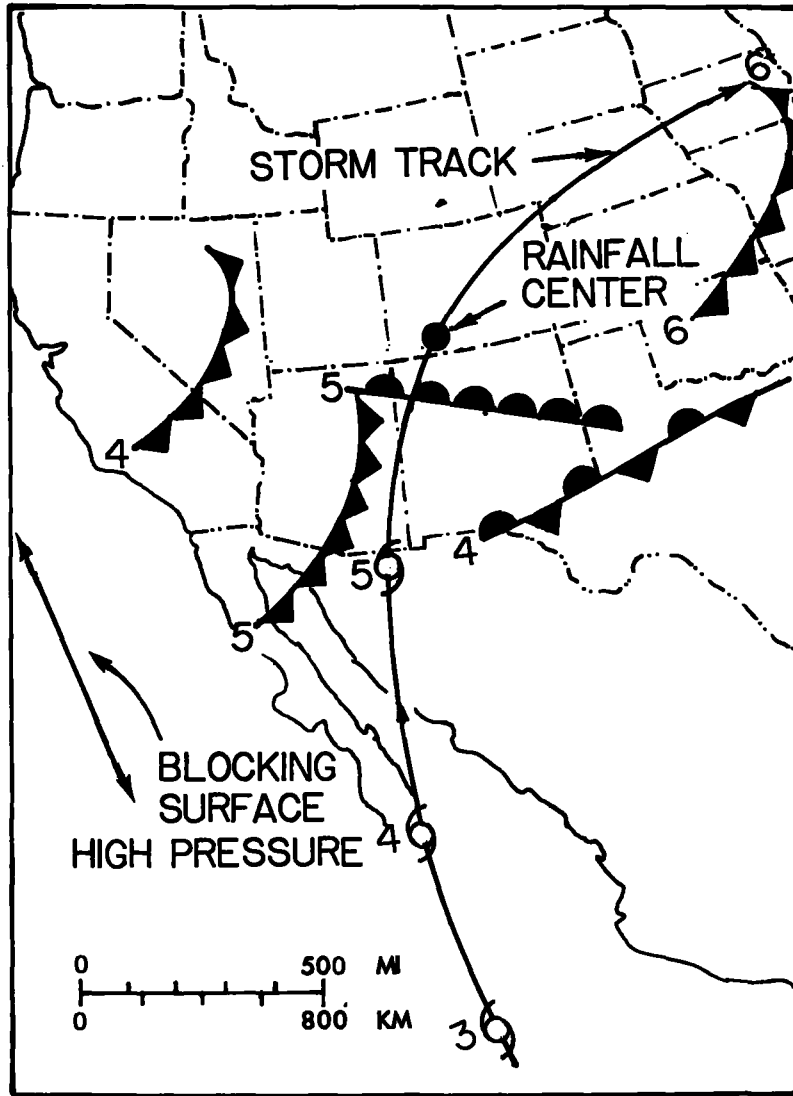 6
STORM TRACK
RAINFALL
CENTER
6
5
4
4
5
5
BLOCKING
SURFACE
HIGH PRESSURE
4
0 500 MI
0 800 KM
3